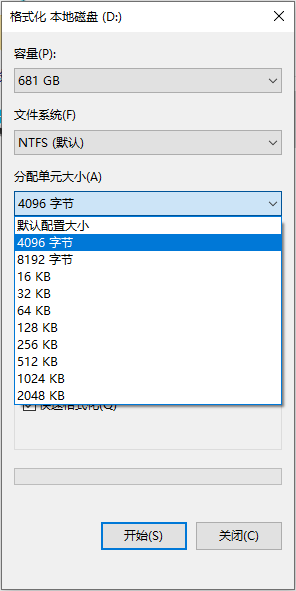 格式化 本地磁盘 (D:)
容量(P):
681 GB
文件系统(F)
NTFS (默认)
分配单元大小(A)
4096 字节
默认配置大小
4096 字节
8192 字节
16 KB
32 KB
64 KB
128 KB
256 KB
512 KB
1024 KB
2048 KB
快速格式化(Q)
开始(S)
关闭(C)